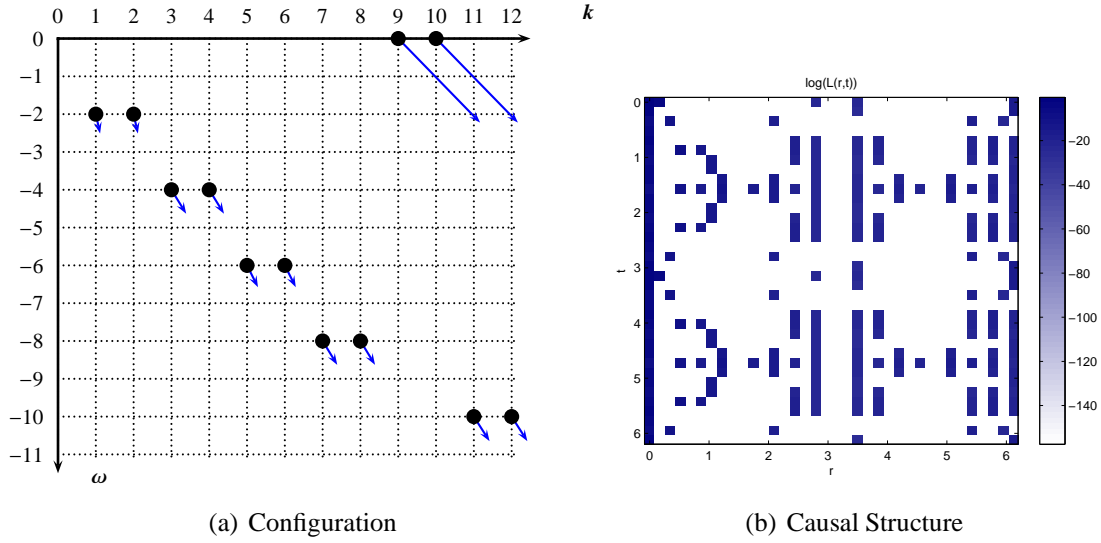 0 1 2 3 4 5 6 7 8 9 10 11 12
k
0
−1
−2
−3
−4
−5
−6
−7
−8
−9
−10
−11
ω
log(L(r,t))
0
1
2
3
4
5
6
t
0 1 2 3 4 5 6
r
−20
−40
−60
−80
−100
−120
−140
(a) Configuration
(b) Causal Structure